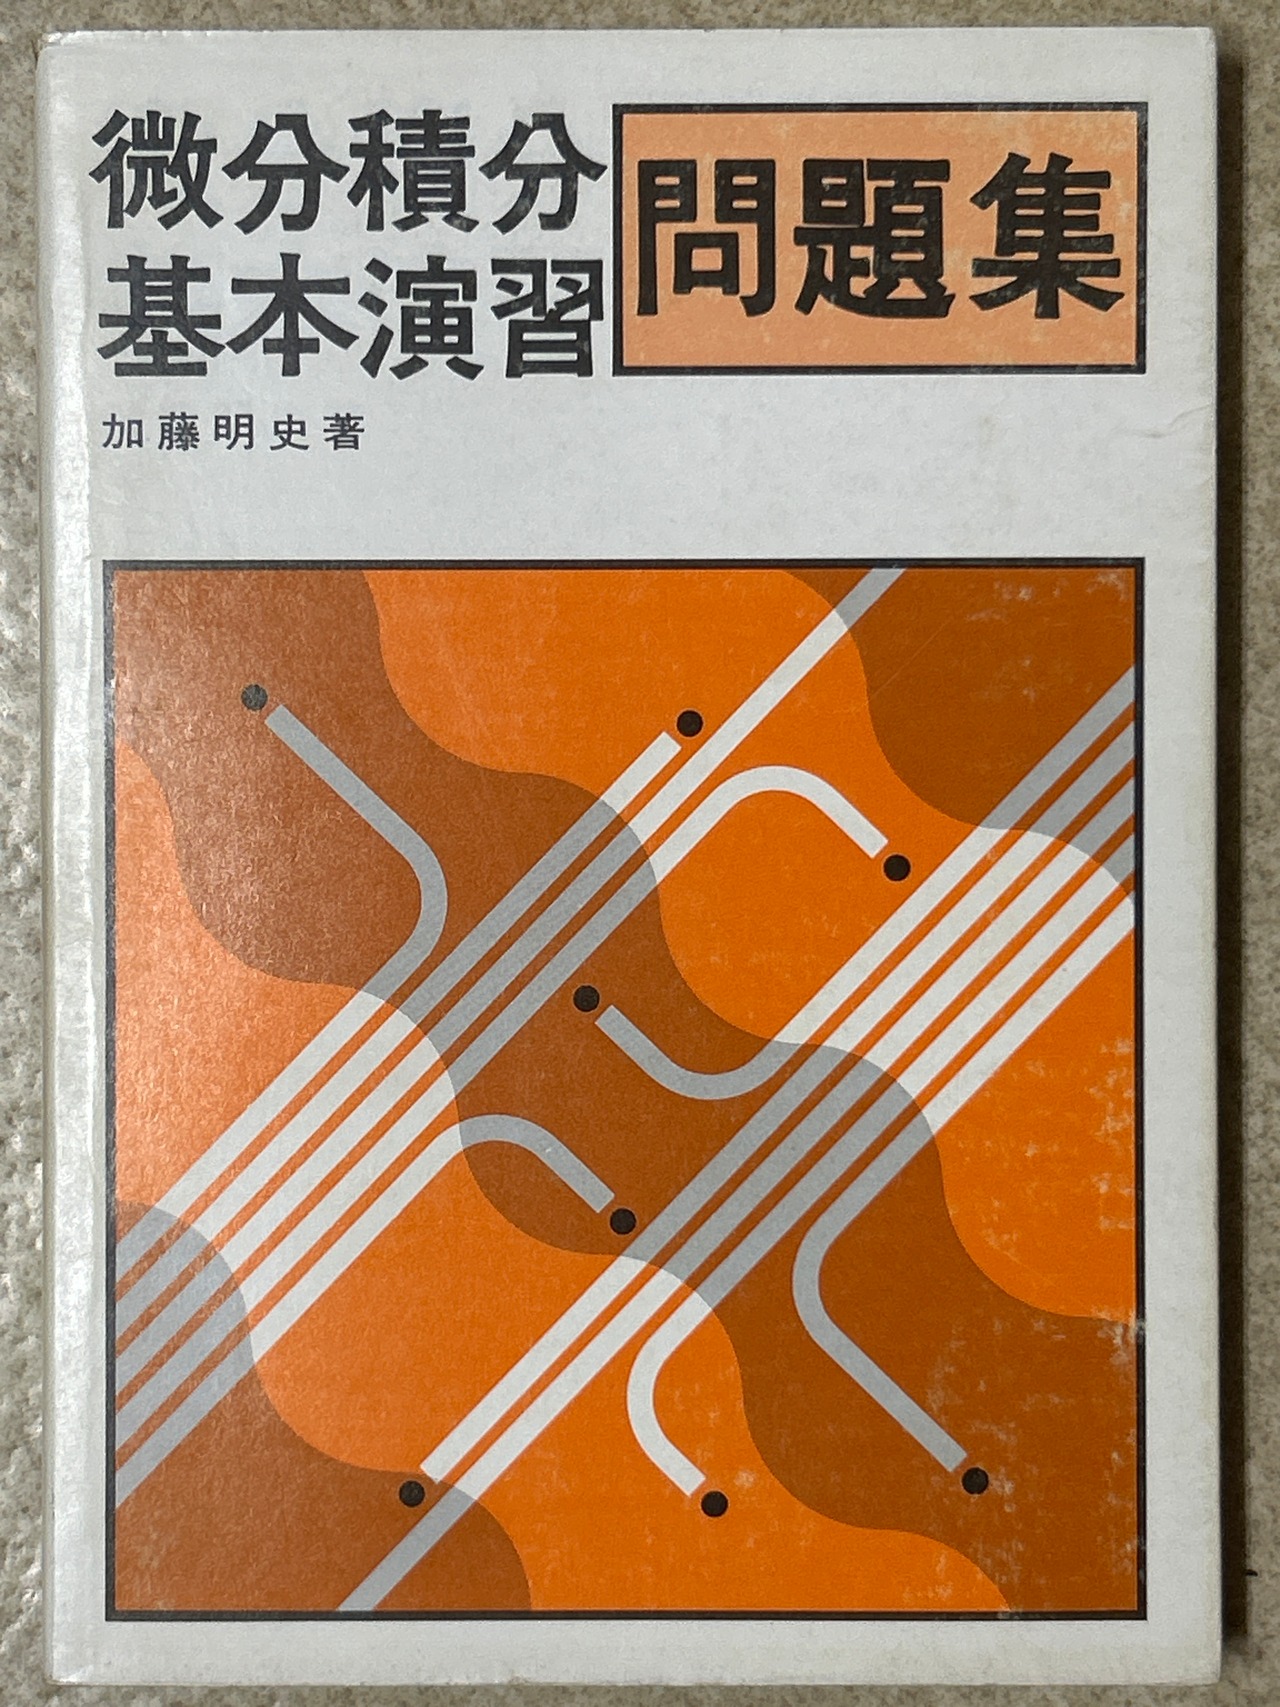 微分積分
基本演習
問題集
加藤明史著